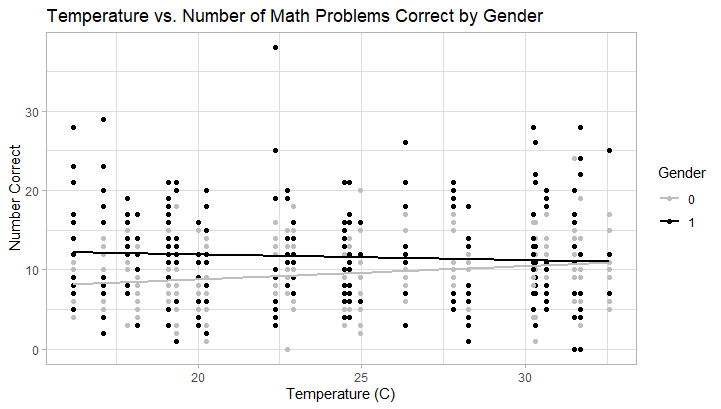 Temperature vs. Number of Math Problems Correct by Gender
Number Correct
30
20
10
0
20
25
30
Temperature (C)
Gender
0
1